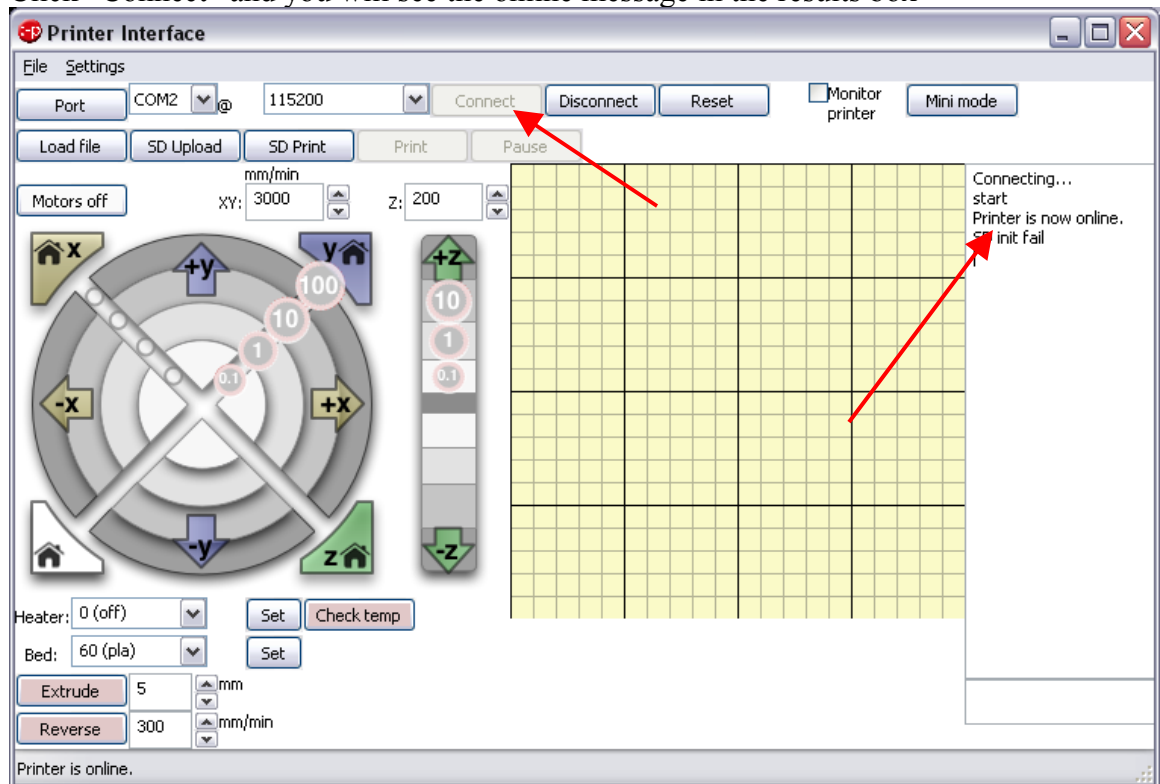 Click "Connect" and you will see the online message in the results box
Printer Interface
File Settings
Port COM2 @ 115200 Connect Disconnect Reset Monitor printer Mini mode
Load file SD Upload SD Print Print Pause
mm/min
Motors off XY: 3000 Z: 200
Connecting...
start
Printer is now online.
SD init fail
x +y y +z
100
10 10
1 1
0.1 0.1
-x +x
-y z -z
Heater: 0 (off) Set Check temp
Bed: 60 (pla) Set
Extrude 5 mm
Reverse 300 mm/min
Printer is online.